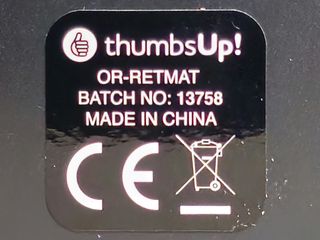 thumbsUp!
OR-RETMAT
BATCH NO: 13758
MADE IN CHINA
CE